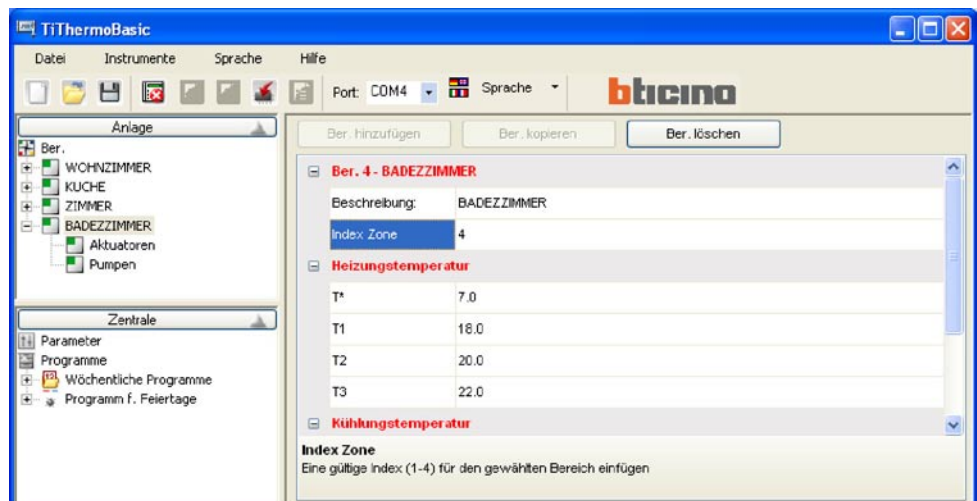 TiThermoBasic
Datei Instrumente Sprache Hilfe
Port: COM4 Sprache bticino
Anlage
Ber.
WOHNZIMMER
KUCHE
ZIMMER
BADEZZIMMER
Aktuatoren
Pumpen
Zentrale
Parameter
Programme
Wöchentliche Programme
Programm f. Feiertage
Ber. hinzufügen Ber. kopieren Ber. löschen
Ber. 4 - BADEZZIMMER
Beschreibung: BADEZZIMMER
Index Zone 4
Heizungstemperatur
T* 7.0
T1 18.0
T2 20.0
T3 22.0
Kühlungstemperatur
Index Zone
Eine gültige Index (1-4) für den gewählten Bereich einfügen